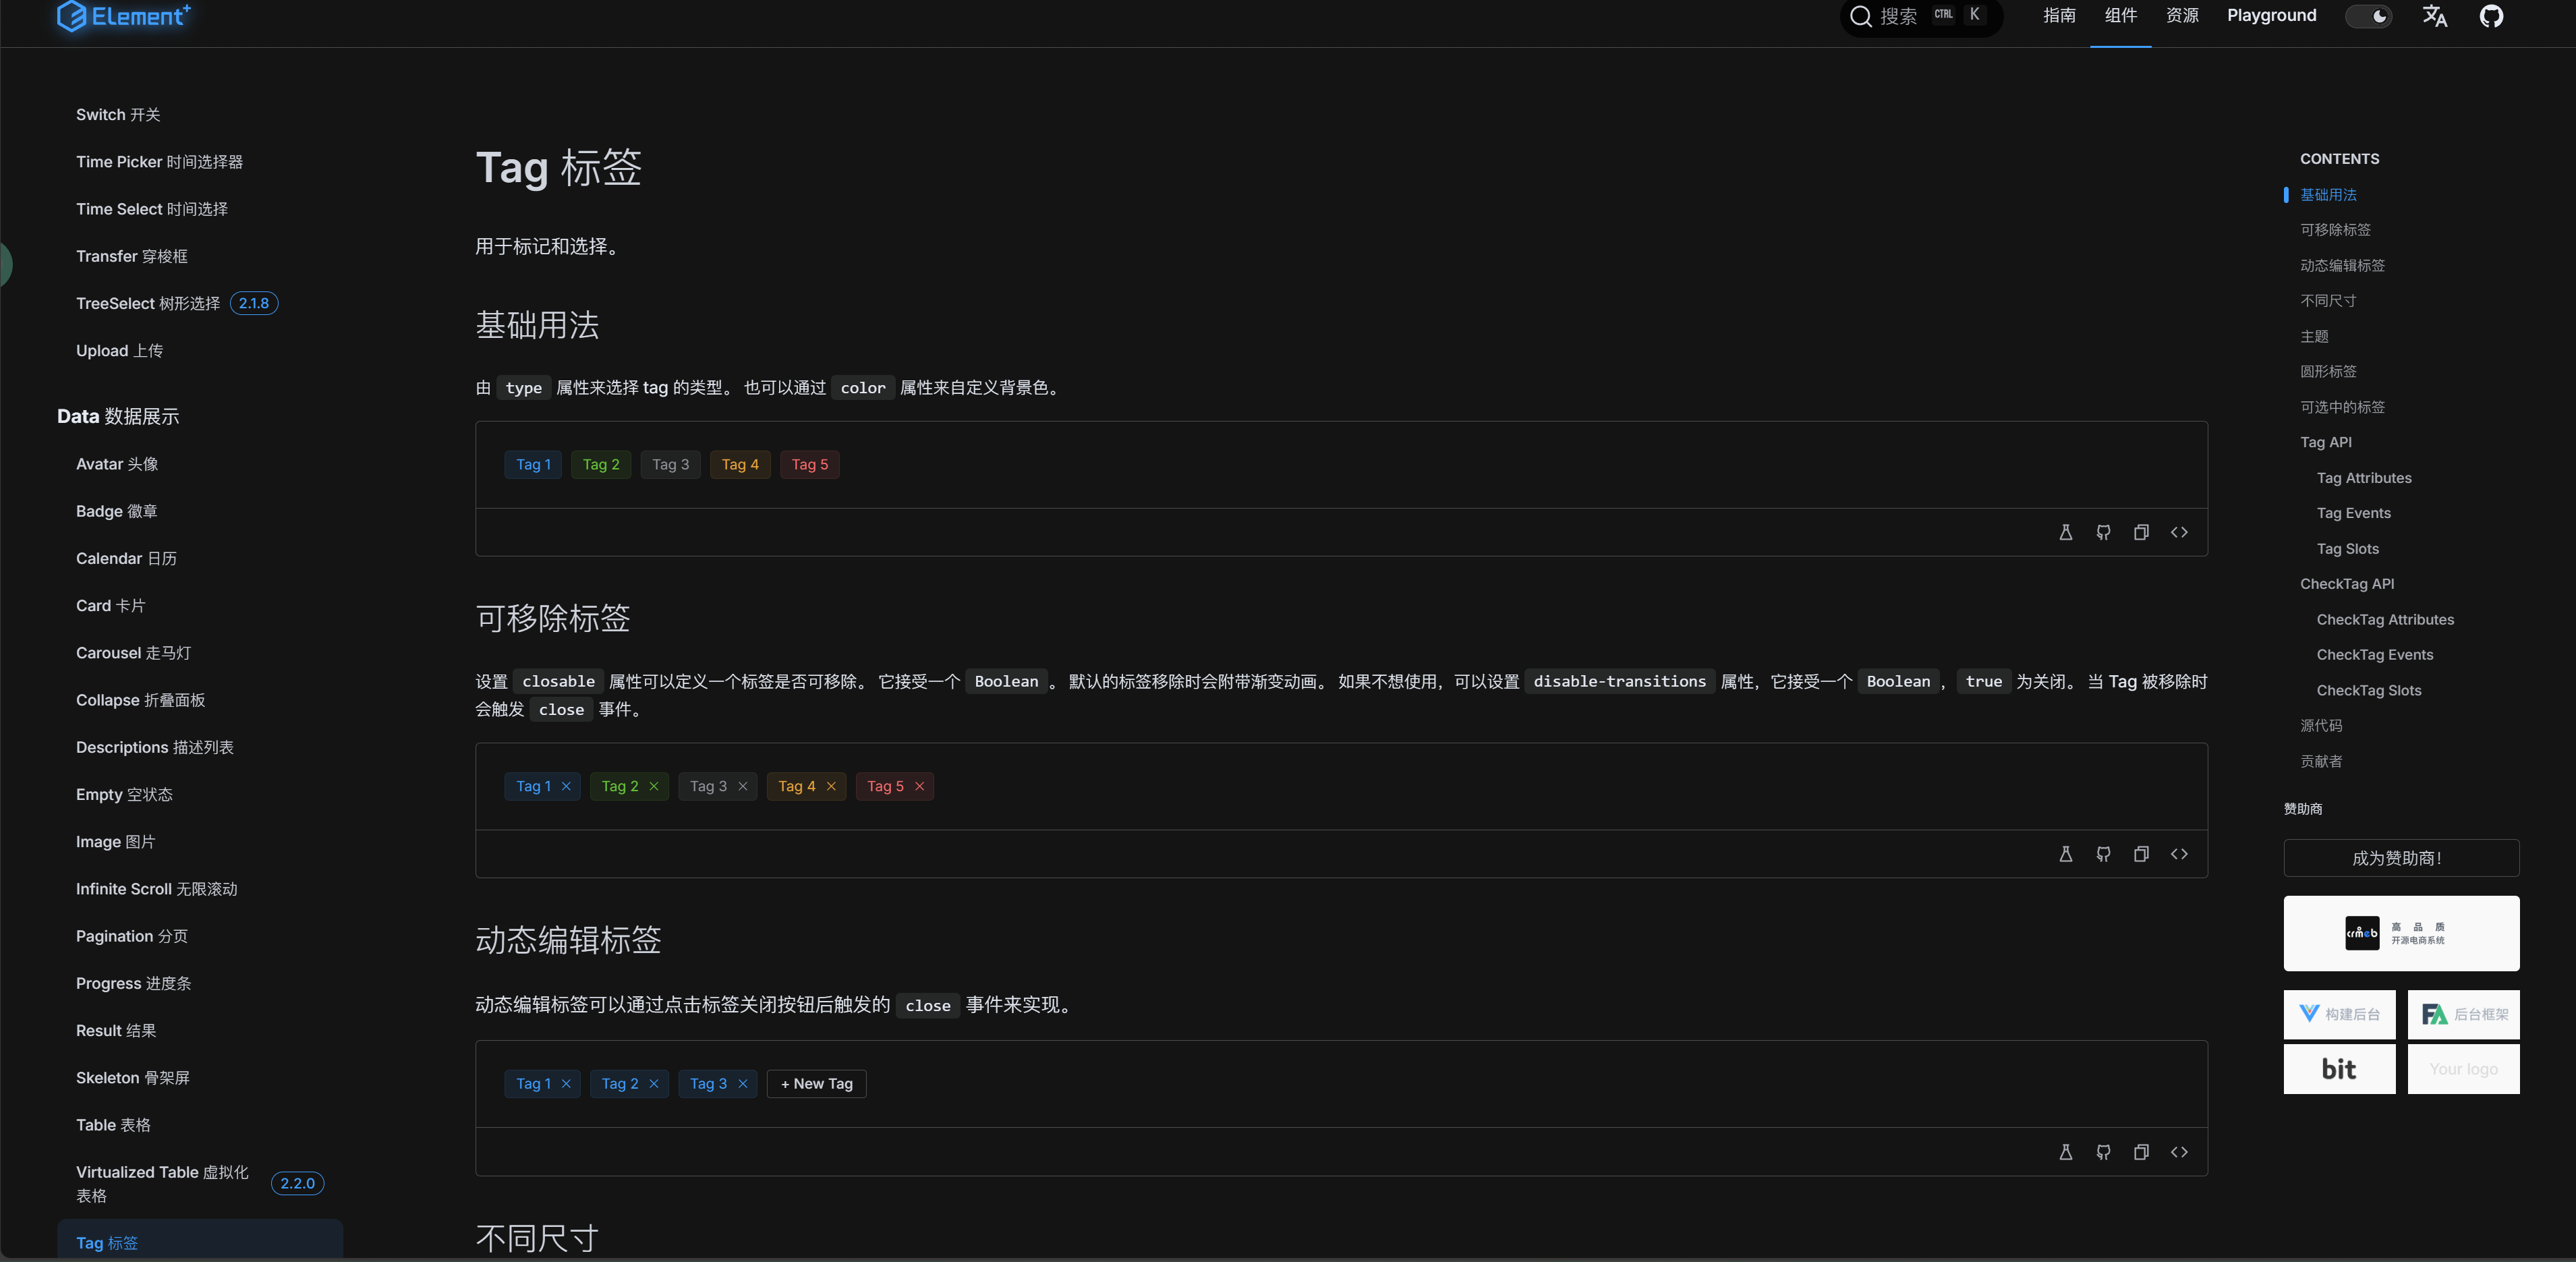 Element+
搜索 CTRL K
指南
组件
资源
Playground
Switch 开关
Time Picker 时间选择器
Time Select 时间选择
Transfer 穿梭框
TreeSelect 树形选择 2.1.8
Upload 上传
Data 数据展示
Avatar 头像
Badge 徽章
Calendar 日历
Card 卡片
Carousel 走马灯
Collapse 折叠面板
Descriptions 描述列表
Empty 空状态
Image 图片
Infinite Scroll 无限滚动
Pagination 分页
Progress 进度条
Result 结果
Skeleton 骨架屏
Table 表格
Virtualized Table 虚拟化
表格
2.2.0
Tag 标签
Tag 标签
用于标记和选择。
基础用法
由 type 属性来选择 tag 的类型。 也可以通过 color 属性来自定义背景色。
Tag 1 Tag 2 Tag 3 Tag 4 Tag 5
可移除标签
设置 closable 属性可以定义一个标签是否可移除。 它接受一个 Boolean 。 默认的标签移除时会附带渐变动画。 如果不想使用，可以设置 disable-transitions 属性，它接受一个 Boolean ， true 为关闭。 当 Tag 被移除时
会触发 close 事件。
Tag 1 Tag 2 Tag 3 Tag 4 Tag 5
动态编辑标签
动态编辑标签可以通过点击标签关闭按钮后触发的 close 事件来实现。
Tag 1 Tag 2 Tag 3 + New Tag
不同尺寸
CONTENTS
基础用法
可移除标签
动态编辑标签
不同尺寸
主题
圆形标签
可选中的标签
Tag API
Tag Attributes
Tag Events
Tag Slots
CheckTag API
CheckTag Attributes
CheckTag Events
CheckTag Slots
源代码
贡献者
赞助商
成为赞助商！
crmeb
高 品 质
开源电商系统
构建后台
FA 后台框架
bit
Your logo